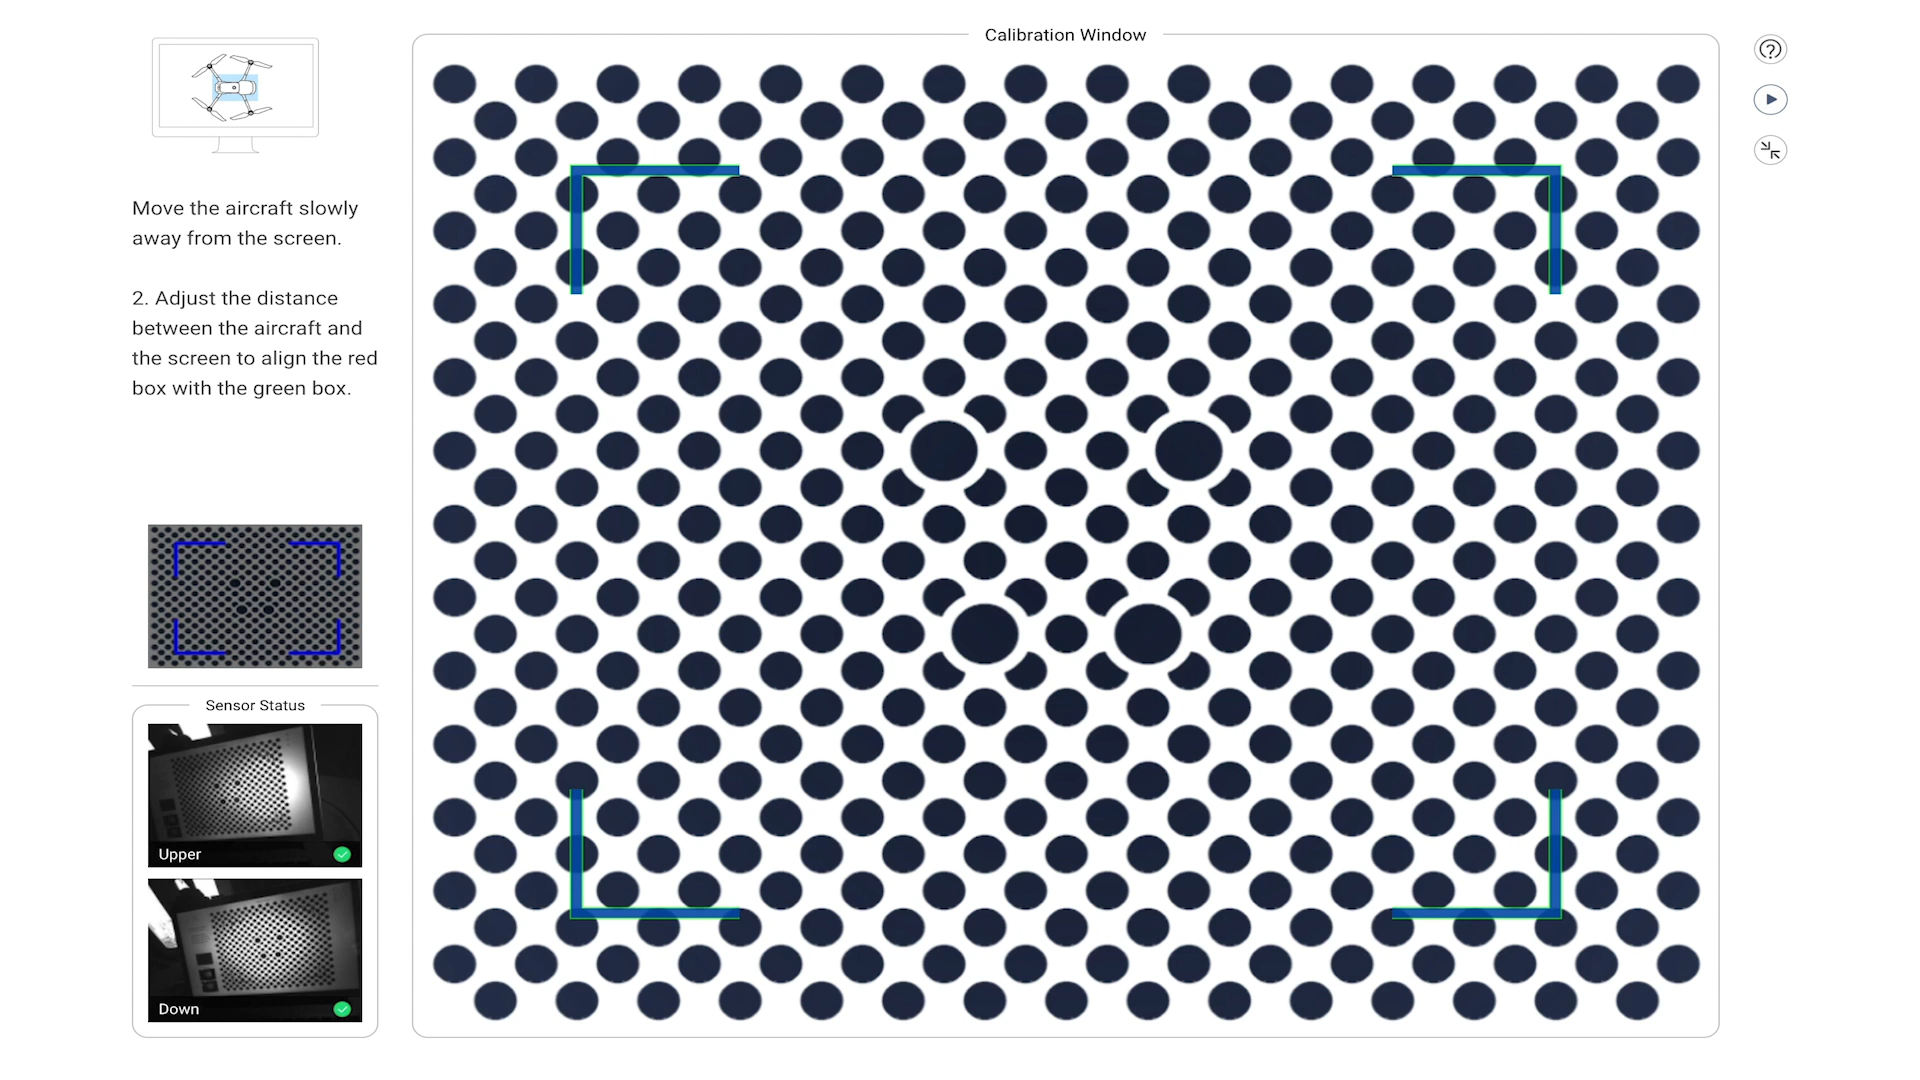 Calibration Window
Move the aircraft slowly
away from the screen.
2. Adjust the distance
between the aircraft and
the screen to align the red
box with the green box.
Sensor Status
Upper
Down